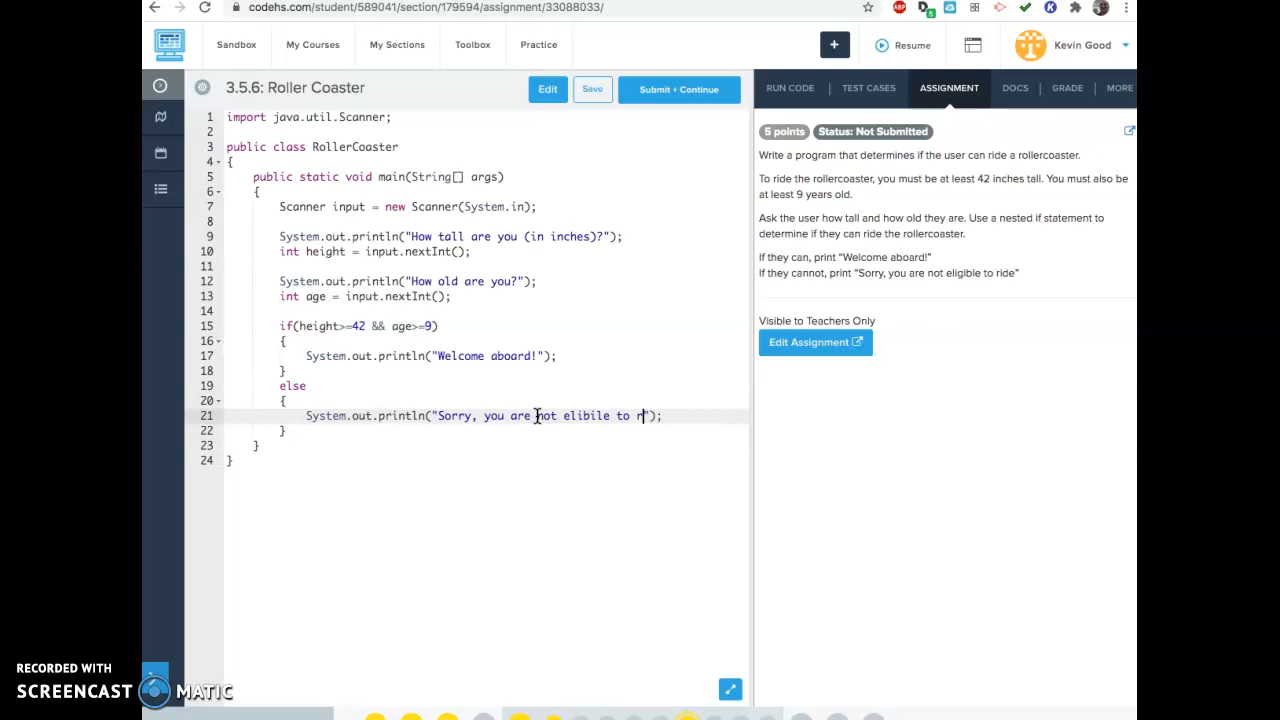 codehs.com/student/589041/section/179594/assignment/33088033/
Sandbox My Courses My Sections Toolbox Practice + Resume Kevin Good
3.5.6: Roller Coaster Edit Save Submit + Continue
RUN CODE TEST CASES ASSIGNMENT DOCS GRADE MORE
1 import java.util.Scanner;
2
3 public class RollerCoaster
4 {
5 public static void main(String[] args)
6 {
7 Scanner input = new Scanner(System.in);
8
9 System.out.println("How tall are you (in inches)?");
10 int height = input.nextInt();
11
12 System.out.println("How old are you?");
13 int age = input.nextInt();
14
15 if(height>=42 && age>=9)
16 {
17 System.out.println("Welcome aboard!");
18 }
19 else
20 {
21 System.out.println("Sorry, you are not elibile to r");
22 }
23 }
24 }
5 points Status: Not Submitted
Write a program that determines if the user can ride a rollercoaster.
To ride the rollercoaster, you must be at least 42 inches tall. You must also be
at least 9 years old.
Ask the user how tall and how old they are. Use a nested if statement to
determine if they can ride the rollercoaster.
If they can, print “Welcome aboard!”
If they cannot, print “Sorry, you are not eligible to ride”
Visible to Teachers Only
Edit Assignment
RECORDED WITH
SCREENCAST MATIC